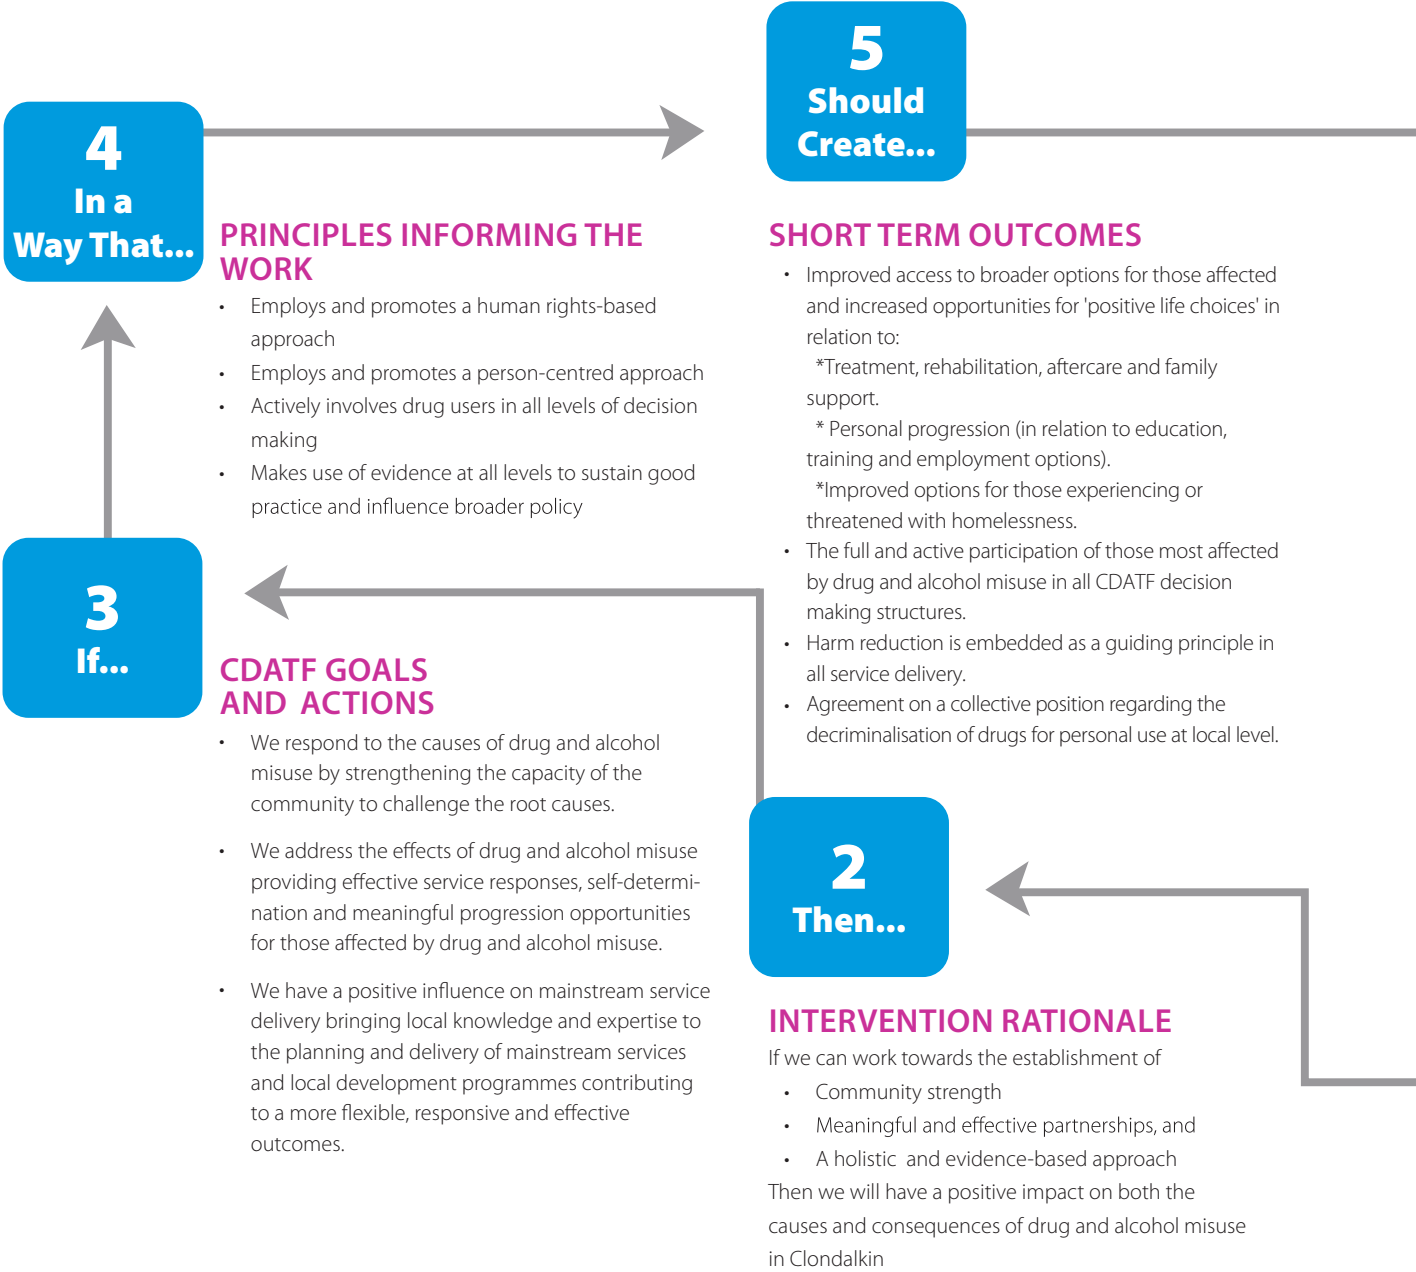 5
Should
Create...
4
In a
Way That...
PRINCIPLES INFORMING THE
WORK
• Employs and promotes a human rights-based
approach
• Employs and promotes a person-centred approach
• Actively involves drug users in all levels of decision
making
• Makes use of evidence at all levels to sustain good
practice and influence broader policy
SHORT TERM OUTCOMES
• Improved access to broader options for those affected
and increased opportunities for 'positive life choices' in
relation to:
*Treatment, rehabilitation, aftercare and family
support.
* Personal progression (in relation to education,
training and employment options).
*Improved options for those experiencing or
threatened with homelessness.
• The full and active participation of those most affected
by drug and alcohol misuse in all CDATF decision
making structures.
• Harm reduction is embedded as a guiding principle in
all service delivery.
• Agreement on a collective position regarding the
decriminalisation of drugs for personal use at local level.
3
If...
CDATF GOALS
AND ACTIONS
• We respond to the causes of drug and alcohol
misuse by strengthening the capacity of the
community to challenge the root causes.
• We address the effects of drug and alcohol misuse
providing effective service responses, self-determi-
nation and meaningful progression opportunities
for those affected by drug and alcohol misuse.
• We have a positive influence on mainstream service
delivery bringing local knowledge and expertise to
the planning and delivery of mainstream services
and local development programmes contributing
to a more flexible, responsive and effective
outcomes.
2
Then...
INTERVENTION RATIONALE
If we can work towards the establishment of
• Community strength
• Meaningful and effective partnerships, and
• A holistic and evidence-based approach
Then we will have a positive impact on both the
causes and consequences of drug and alcohol misuse
in Clondalkin